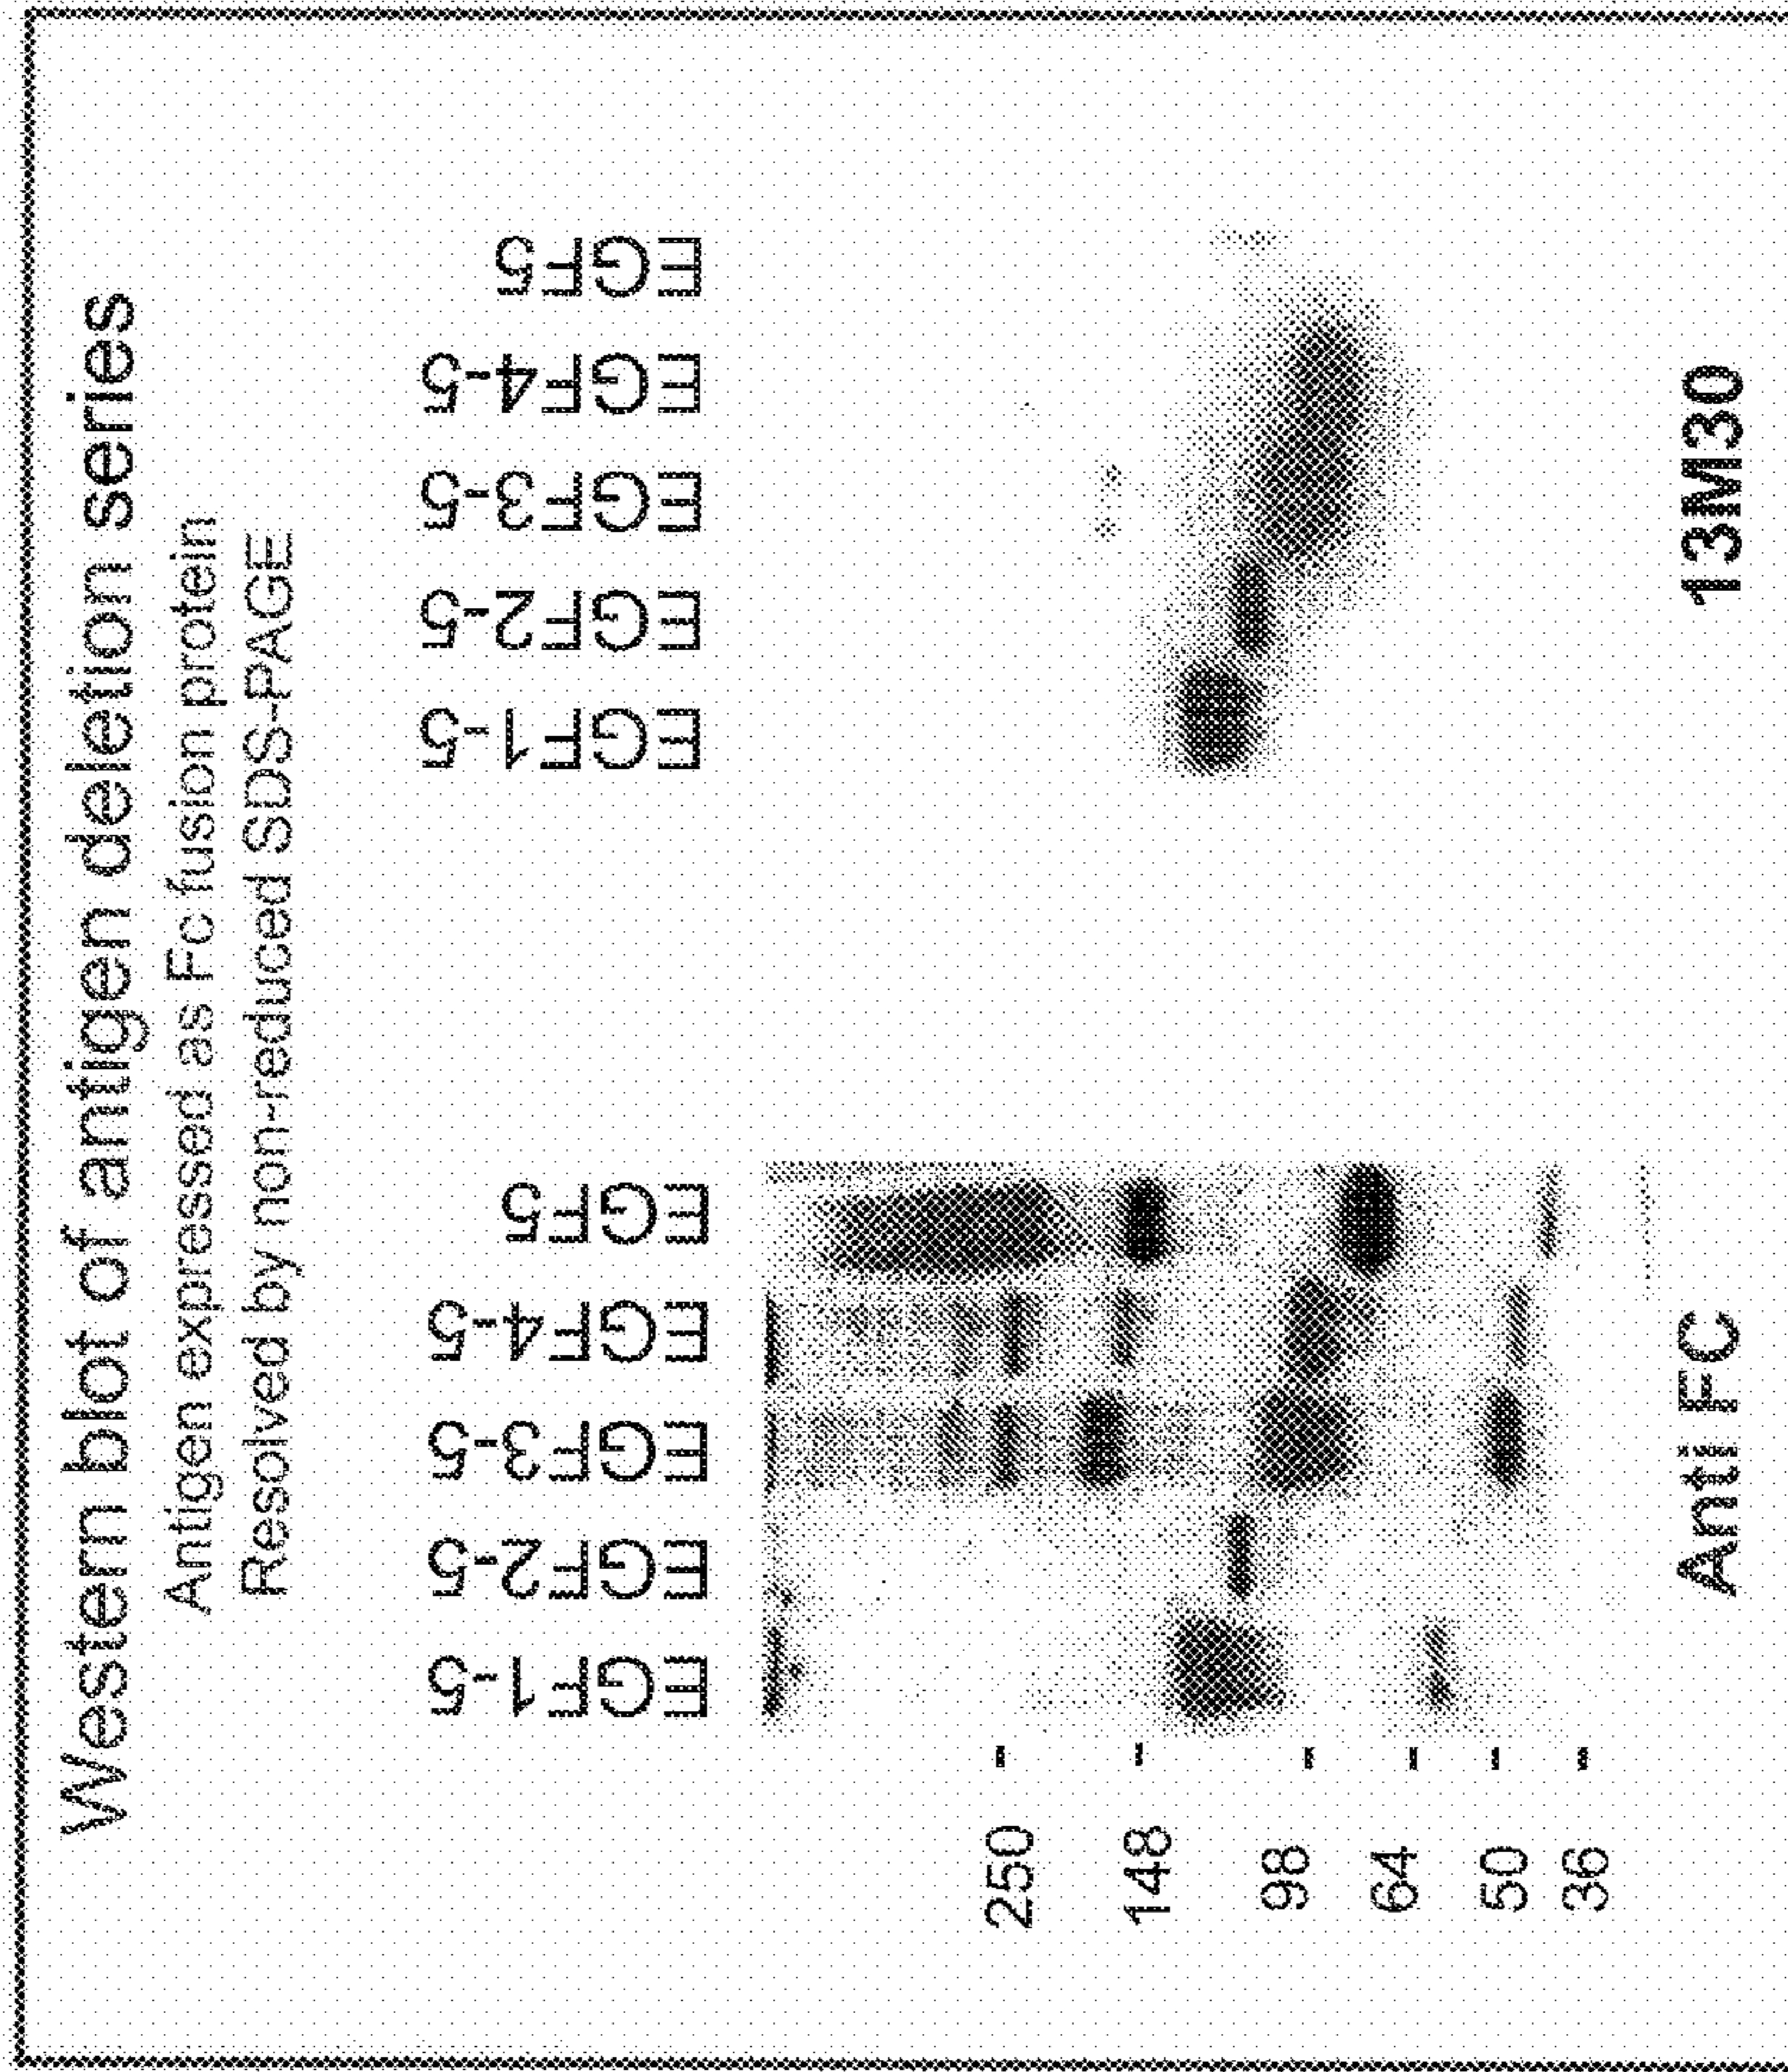 Western blot of antigen deletion series
Antigen expressed as Fc fusion protein
Resolved by non-reduced SDS-PAGE
EGF1-5
EGF2-5
EGF3-5
EGF4-5
EGF5
EGF1-5
EGF2-5
EGF3-5
EGF4-5
EGF5
250
148
98
64
50
36
Anti FC
13M30